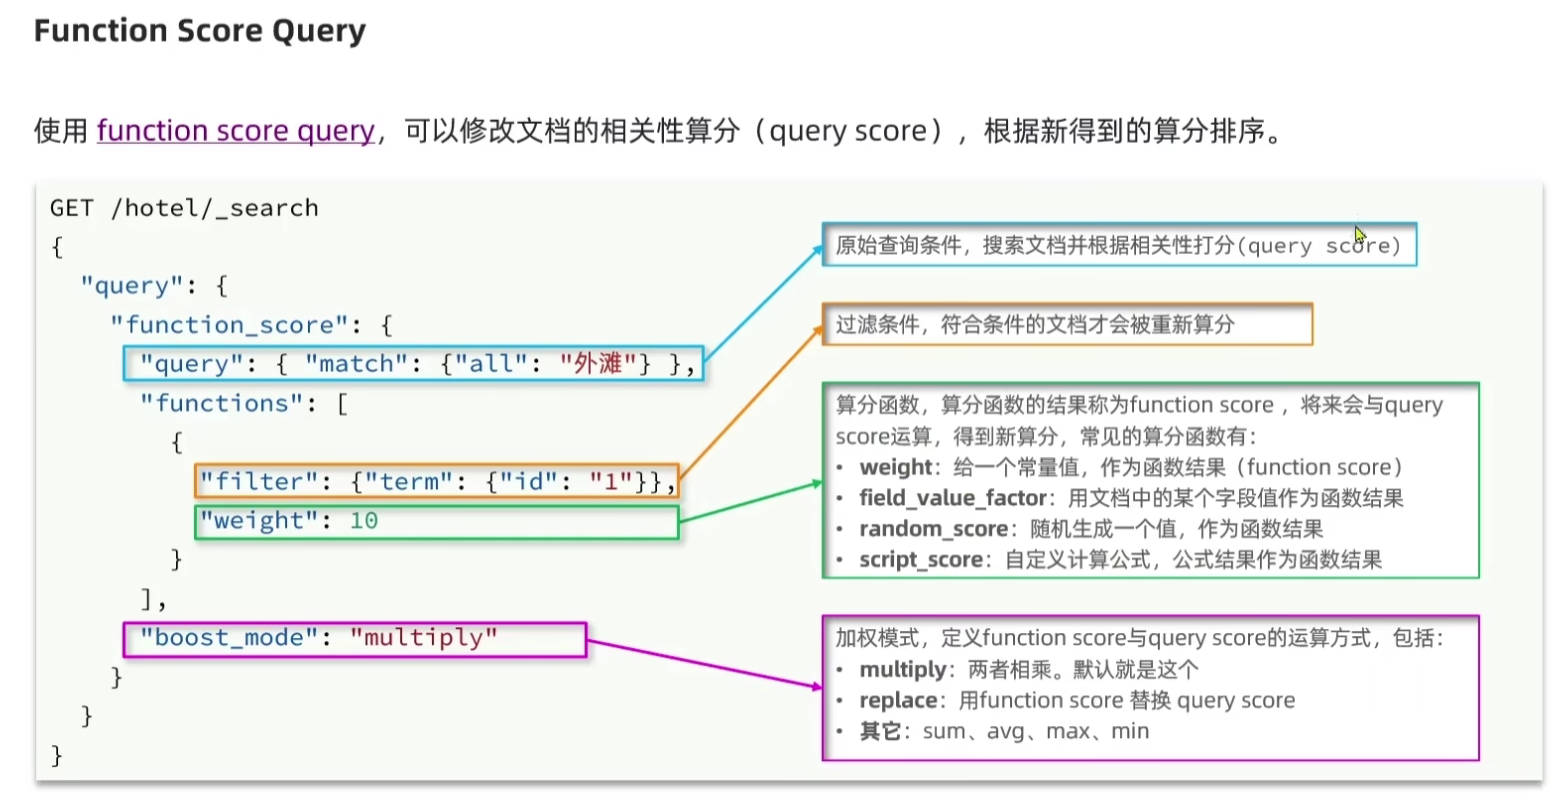 Function Score Query
使用 function score query，可以修改文档的相关性算分（query score），根据新得到的算分排序。
GET /hotel/_search
{
"query": {
"function_score": {
"query": { "match": {"all": "外滩"} },
"functions": [
{
"filter": {"term": {"id": "1"}},
"weight": 10
}
],
"boost_mode": "multiply"
}
}
}
原始查询条件，搜索文档并根据相关性打分(query score)
过滤条件，符合条件的文档才会被重新算分
算分函数，算分函数的结果称为function score ，将来会与query
score运算，得到新算分，常见的算分函数有：
• weight：给一个常量值，作为函数结果（function score）
• field_value_factor：用文档中的某个字段值作为函数结果
• random_score：随机生成一个值，作为函数结果
• script_score：自定义计算公式，公式结果作为函数结果
加权模式，定义function score与query score的运算方式，包括：
• multiply：两者相乘。默认就是这个
• replace：用function score 替换 query score
• 其它：sum、avg、max、min